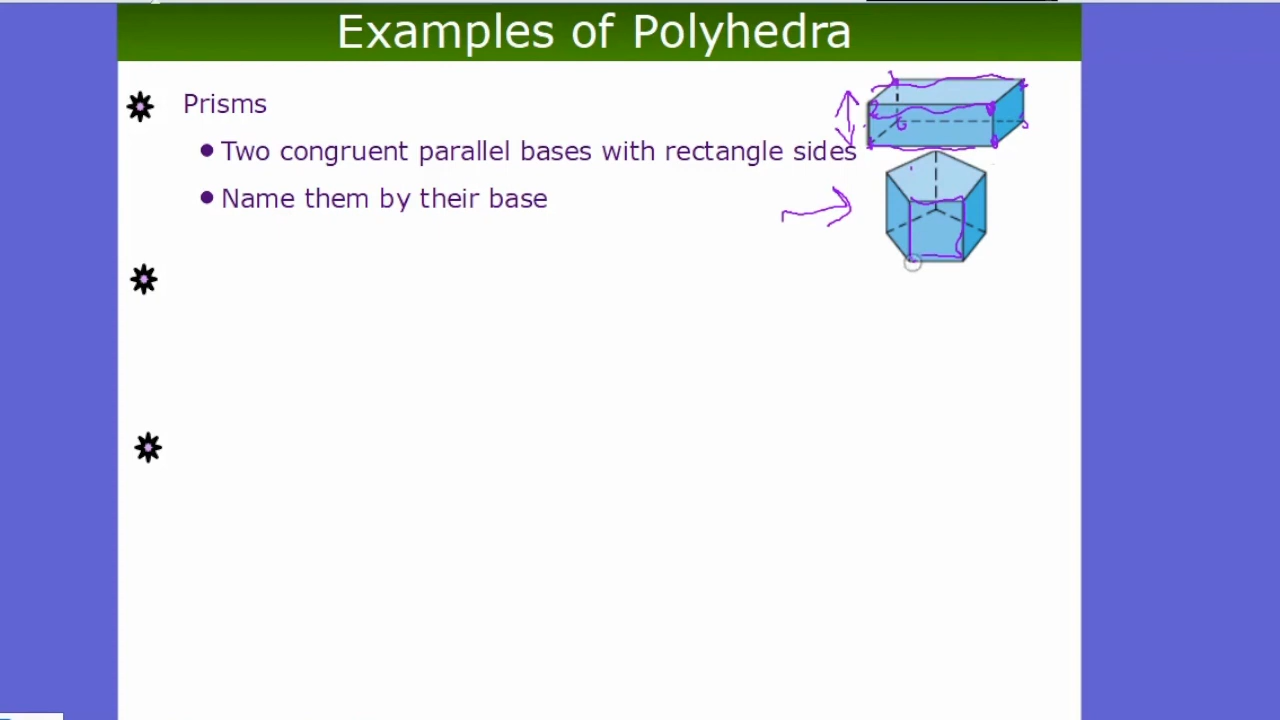 Examples of Polyhedra
Prisms
Two congruent parallel bases with rectangle sides
Name them by their base